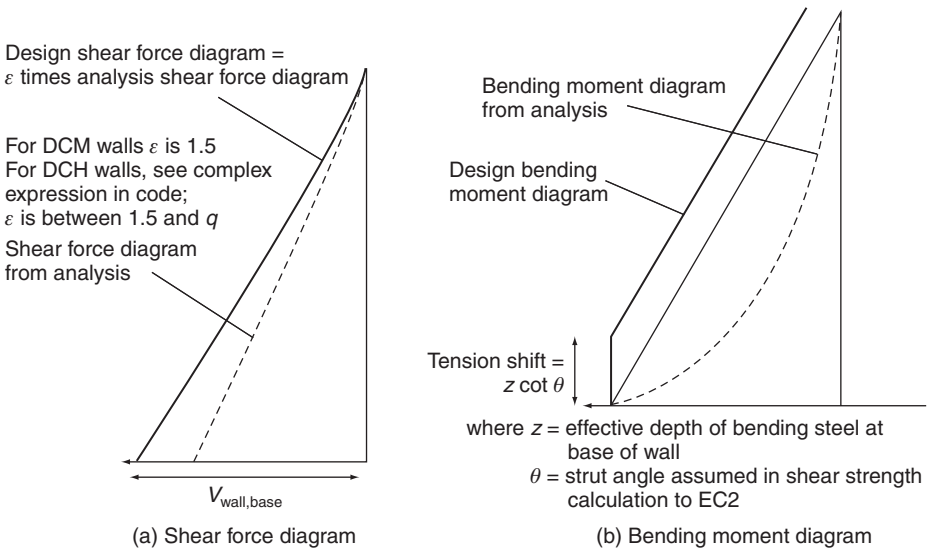 Design shear force diagram =
ε times analysis shear force diagram
For DCM walls ε is 1.5
For DCH walls, see complex
expression in code;
ε is between 1.5 and q
Shear force diagram
from analysis
V wall,base
(a) Shear force diagram
Bending moment diagram
from analysis
Design bending
moment diagram
Tension shift =
z cot θ
where z = effective depth of bending steel at
base of wall
θ = strut angle assumed in shear strength
calculation to EC2
(b) Bending moment diagram